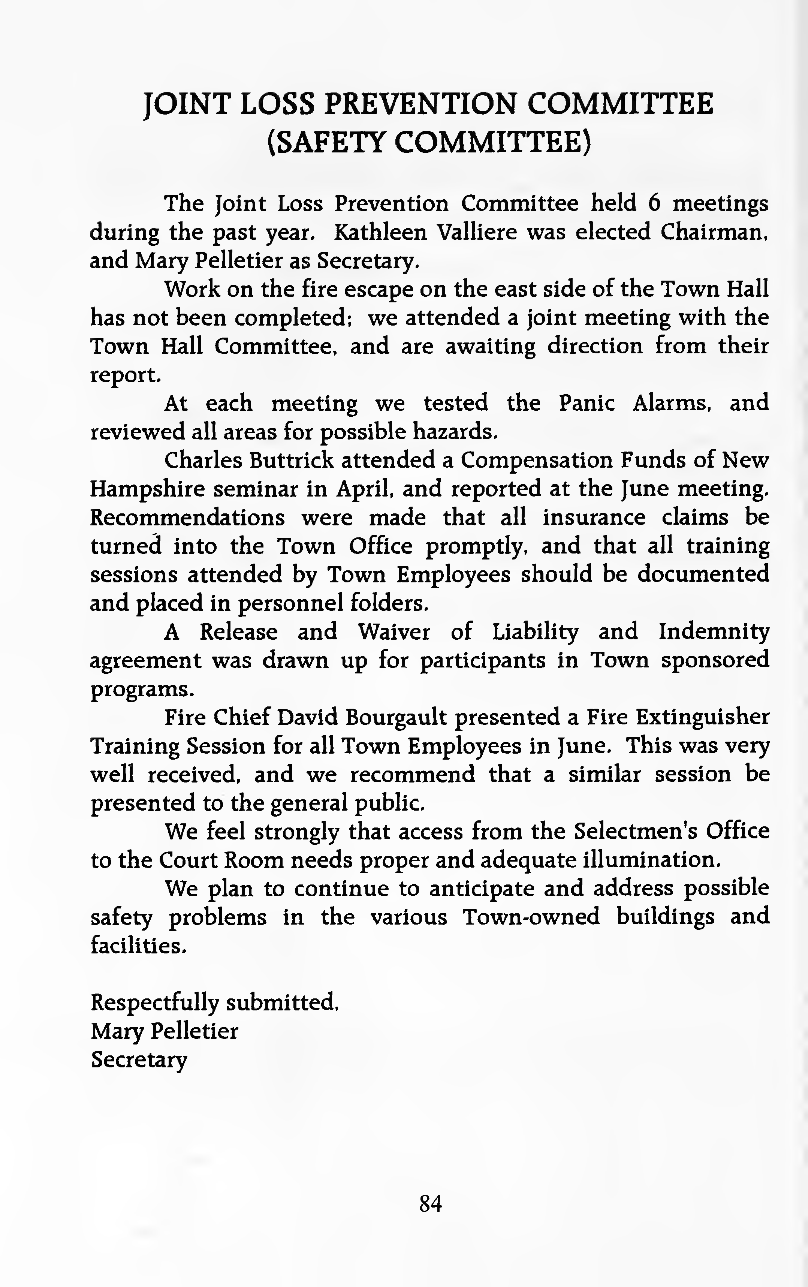 JOINT LOSS PREVENTION COMMITTEE
(SAFETY COMMITTEE)
The Joint Loss Prevention Committee held 6 meetings
during the past year. Kathleen Valliere was elected Chairman,
and Mary Pelletier as Secretary.
Work on the fire escape on the east side of the Town Hall
has not been completed; we attended a joint meeting with the
Town Hall Committee, and are awaiting direction from their
report.
At each meeting we tested the Panic Alarms, and
reviewed all areas for possible hazards.
Charles Buttrick attended a Compensation Funds of New
Hampshire seminar in April, and reported at the June meeting.
Recommendations were made that all insurance claims be
turned into the Town Office promptly, and that all training
sessions attended by Town Employees should be documented
and placed in personnel folders.
A Release and Waiver of Liability and Indemnity
agreement was drawn up for participants in Town sponsored
programs.
Fire Chief David Bourgault presented a Fire Extinguisher
Training Session for all Town Employees in June. This was very
well received, and we recommend that a similar session be
presented to the general public.
We feel strongly that access from the Selectmen's Office
to the Court Room needs proper and adequate illumination.
We plan to continue to anticipate and address possible
safety problems in the various Town-owned buildings and
facilities.
Respectfully submitted,
Mary Pelletier
Secretary
84